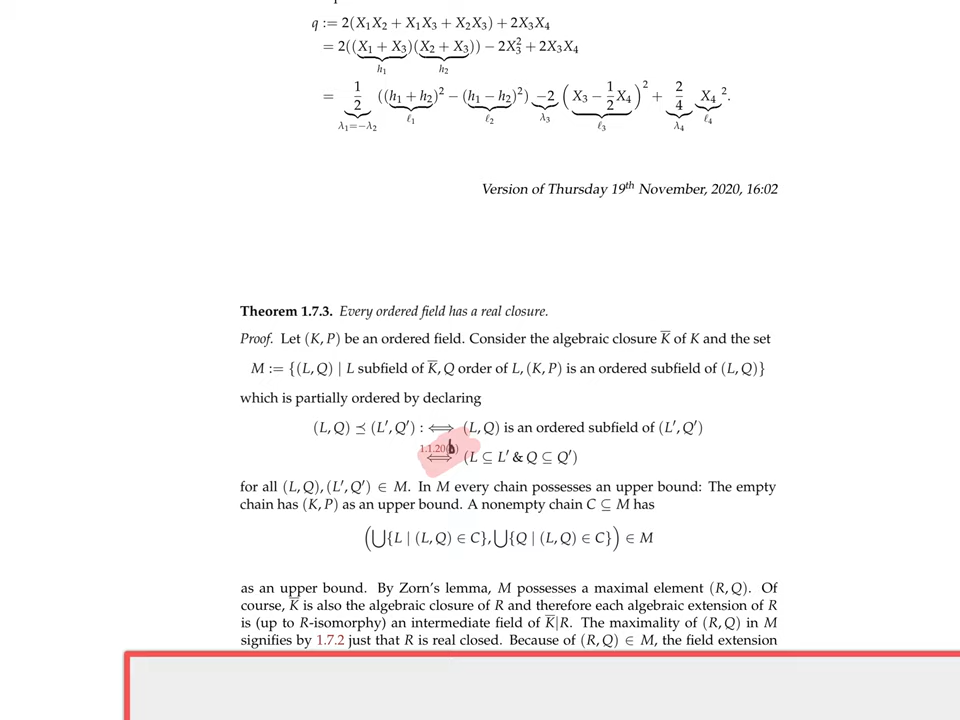 q := 2(X₁X₂ + X₁X₃ + X₂X₃) + 2X₃X₄
= 2((X₁ + X₃)(X₂ + X₃)) − 2X₃² + 2X₃X₄
h₁ h₂
= 1/2 ((h₁ + h₂)² − (h₁ − h₂)²) −2 (X₃ − 1/2 X₄)² + 2/4 X₄².
λ₁=−λ₂ ℓ₁ ℓ₂ λ₃ ℓ₃ λ₄ ℓ₄
Version of Thursday 19th November, 2020, 16:02
Theorem 1.7.3. Every ordered field has a real closure.
Proof. Let (K, P) be an ordered field. Consider the algebraic closure K̅ of K and the set
M := {(L, Q) | L subfield of K̅, Q order of L, (K, P) is an ordered subfield of (L, Q)}
which is partially ordered by declaring
(L, Q) ⪯ (L′, Q′) : ⟺ (L, Q) is an ordered subfield of (L′, Q′)
1.1.20(b)
⟺ (L ⊆ L′ & Q ⊆ Q′)
for all (L, Q), (L′, Q′) ∈ M. In M every chain possesses an upper bound: The empty
chain has (K, P) as an upper bound. A nonempty chain C ⊆ M has
(⋃{L | (L, Q) ∈ C}, ⋃{Q | (L, Q) ∈ C}) ∈ M
as an upper bound. By Zorn's lemma, M possesses a maximal element (R, Q). Of
course, K̅ is also the algebraic closure of R and therefore each algebraic extension of R
is (up to R-isomorphy) an intermediate field of K̅|R. The maximality of (R, Q) in M
signifies by 1.7.2 just that R is real closed. Because of (R, Q) ∈ M, the field extension